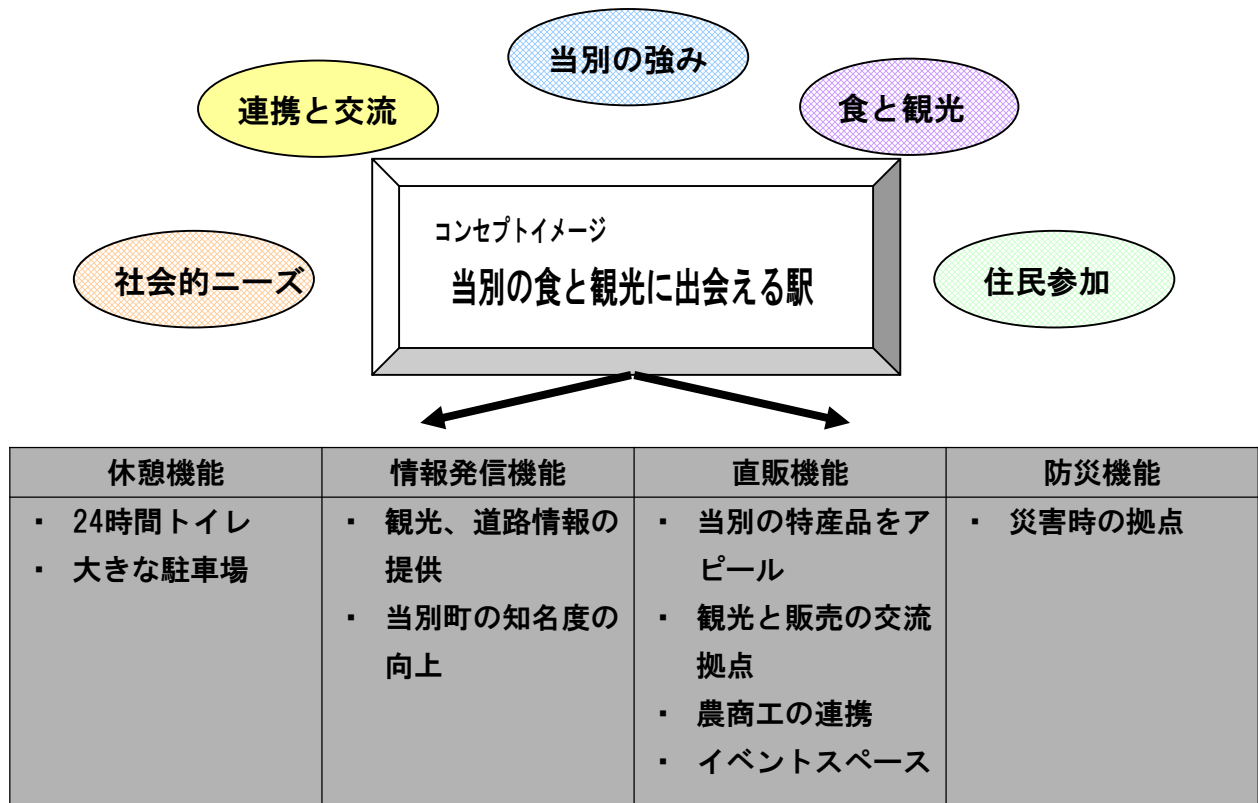 当別の強み
連携と交流
食と観光
社会的ニーズ
コンセプトイメージ
当別の食と観光に出会える駅
住民参加
休憩機能
・ 24時間トイレ
・ 大きな駐車場
情報発信機能
・ 観光、道路情報の
提供
・ 当別町の知名度の
向上
直販機能
・ 当別の特産品をア
ピール
・ 観光と販売の交流
拠点
・ 農商工の連携
・ イベントスペース
防災機能
・ 災害時の拠点